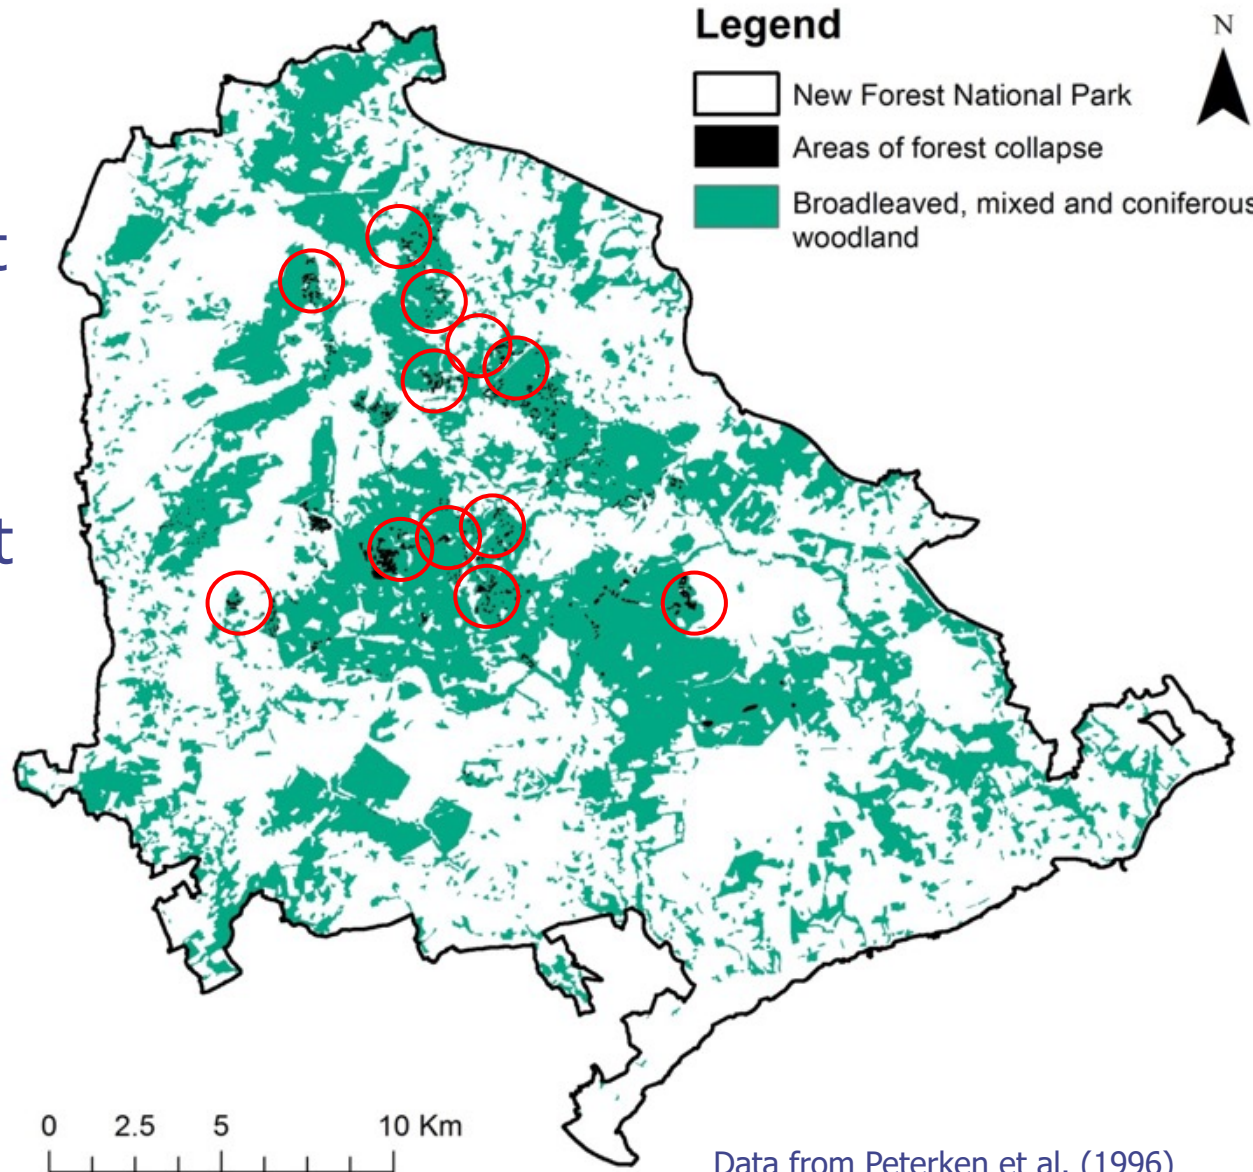 t
t
Legend
New Forest National Park
Areas of forest collapse
Broadleaved, mixed and coniferous
woodland
N
0 2.5 5 10 Km
Data from Peterken et al. (1996)